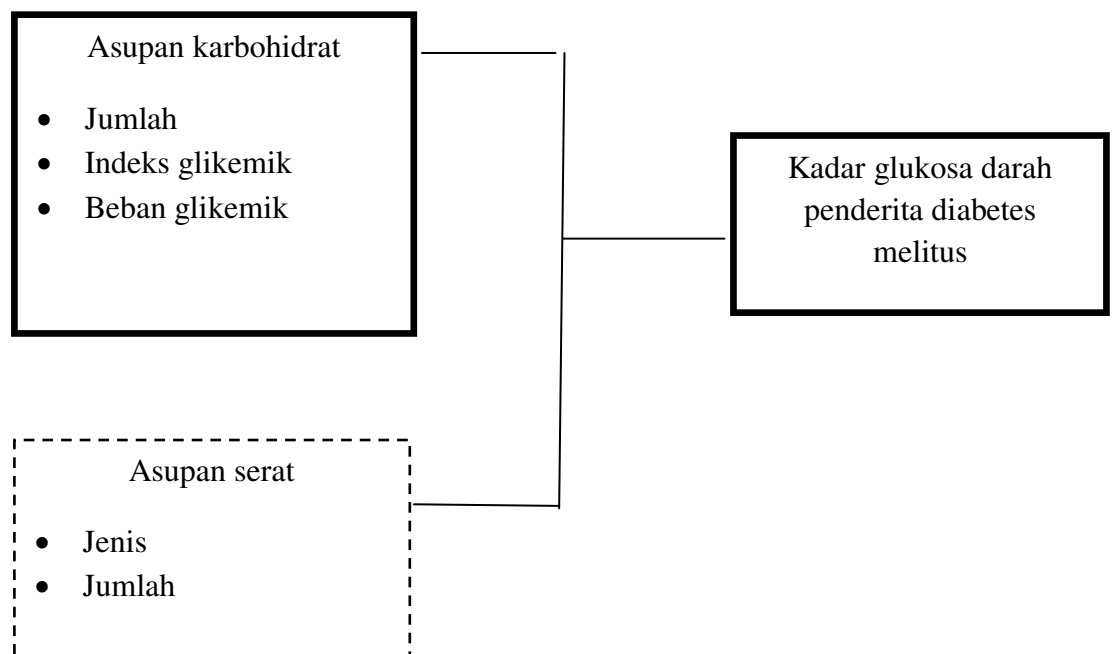 Asupan karbohidrat
• Jumlah
• Indeks glikemik
• Beban glikemik
Kadar glukosa darah
penderita diabetes
melitus
Asupan serat
• Jenis
• Jumlah